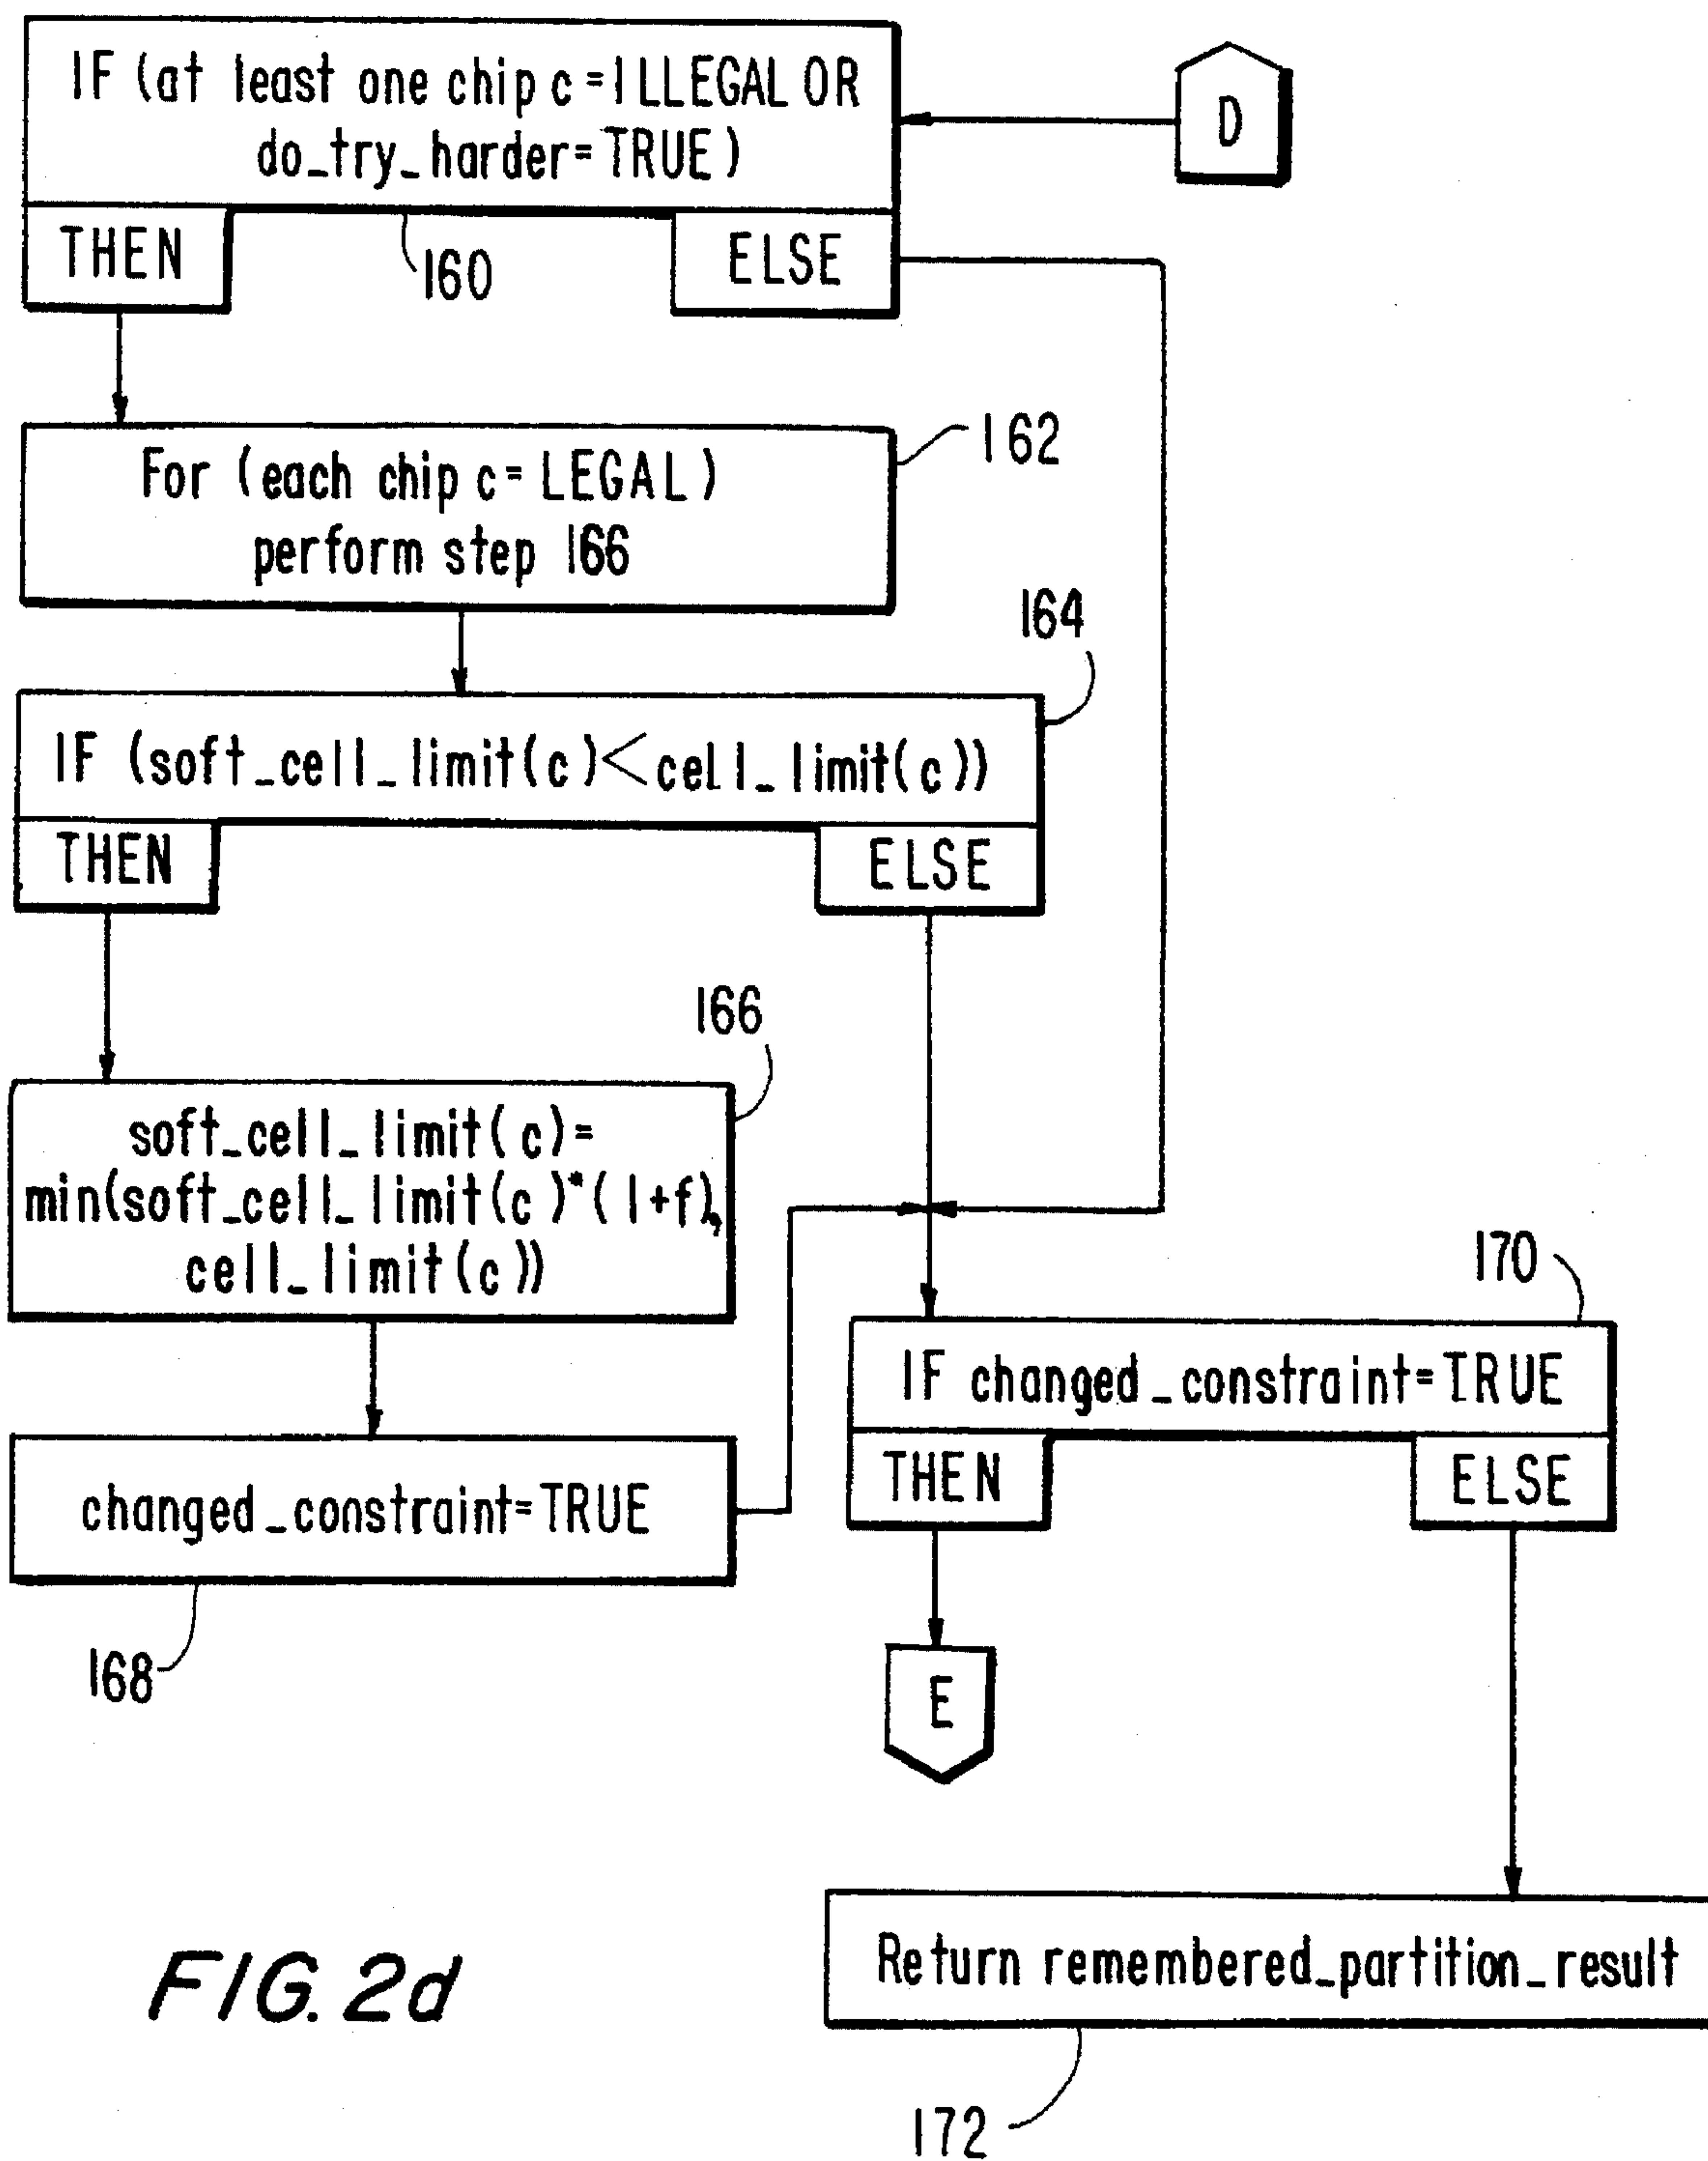 IF (at least one chip c=ILLEGAL OR
do_try_harder=TRUE)
D
THEN
160
ELSE
162
For (each chip c=LEGAL)
perform step 166
164
IF (soft_cell_limit(c)<cell_limit(c))
THEN
ELSE
166
soft_cell_limit(c)=
min(soft_cell_limit(c)*(1+f),
cell_limit(c))
170
IF changed_constraint=TRUE
THEN
ELSE
changed_constraint=TRUE
168
E
Return remembered_partition_result
172
FIG. 2d